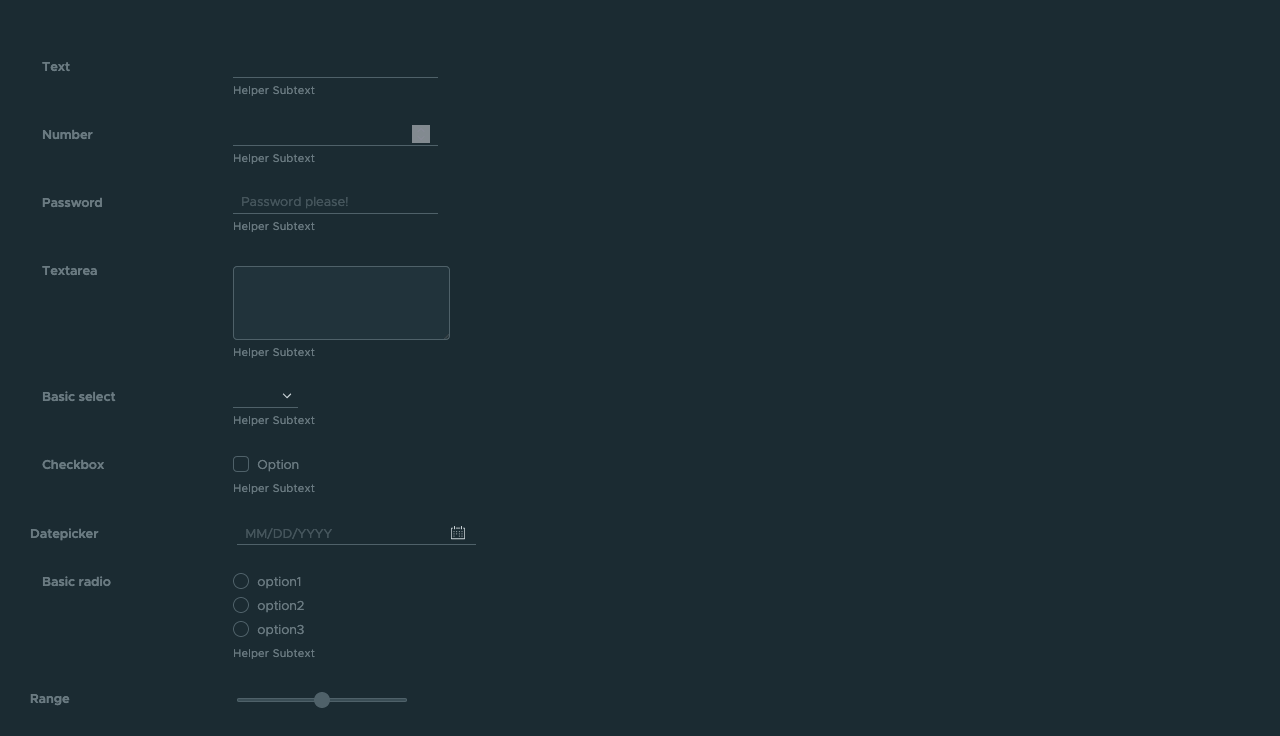 Text
Helper Subtext
Number
Helper Subtext
Password Password please!
Helper Subtext
Textarea
Helper Subtext
Basic select
Helper Subtext
Checkbox Option
Helper Subtext
Datepicker MM/DD/YYYY
Basic radio option1
option2
option3
Helper Subtext
Range